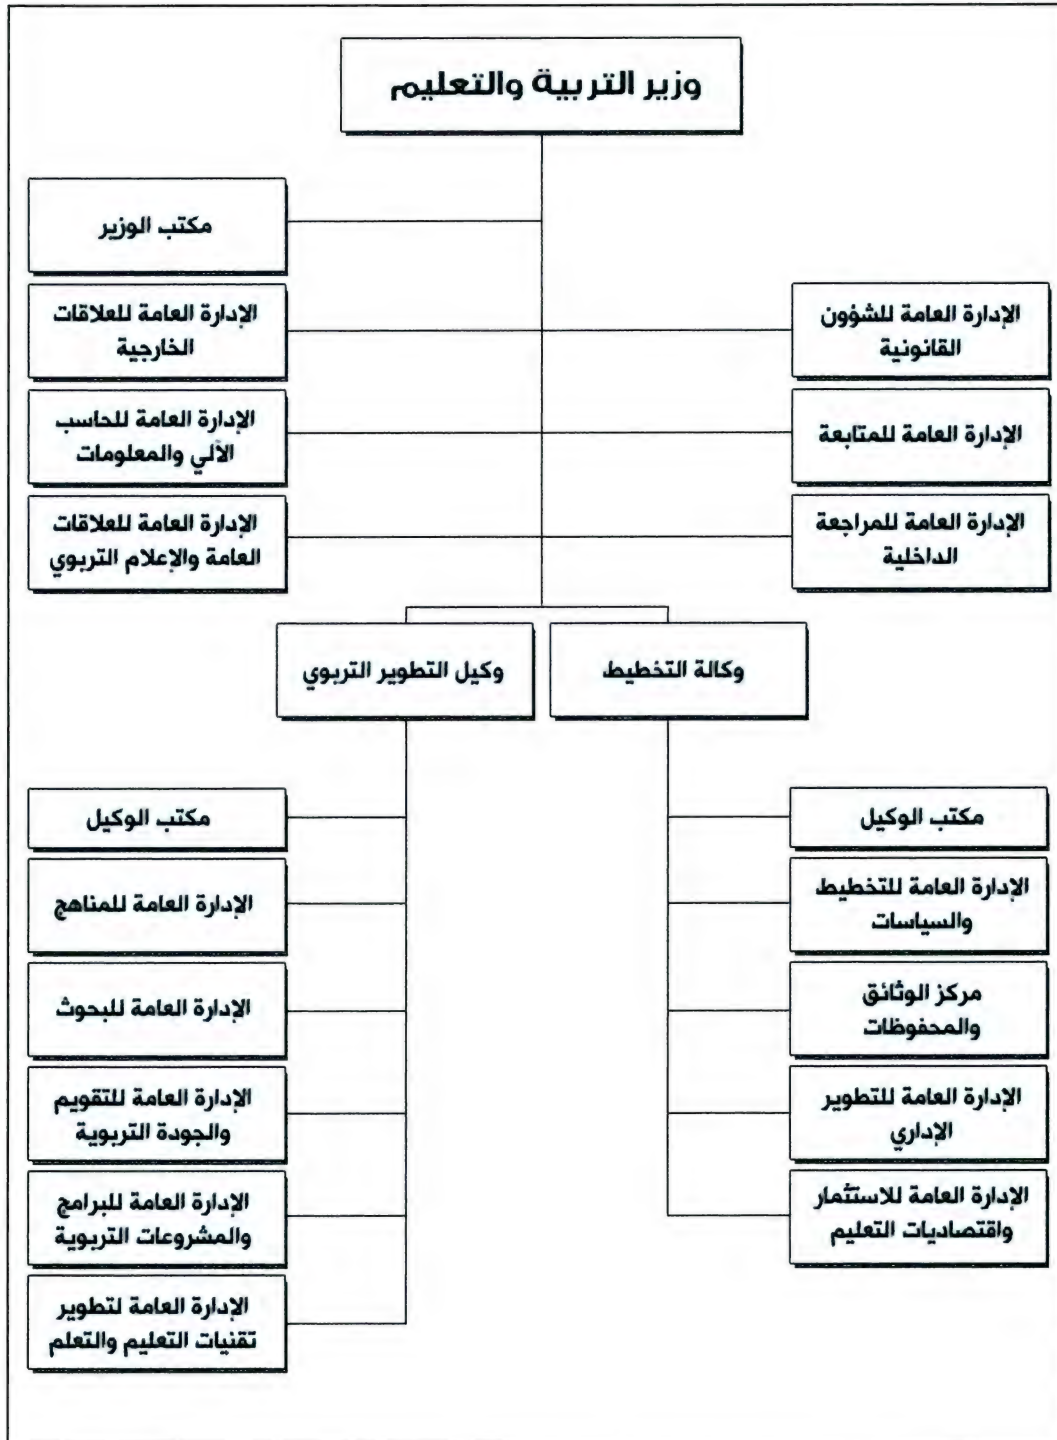 وزير التربية والتعليم
مكتب الوزير
الإدارة العامة للشؤون
القانونية
الإدارة العامة للعلاقات
الخارجية
الإدارة العامة للمتابعة
الإدارة العامة للحاسب
الآلي والمعلومات
الإدارة العامة للمراجعة
الداخلية
الإدارة العامة للعلاقات
العامة والإعلام التربوي
وكالة التخطيط
وكيل التطوير التربوي
مكتب الوكيل
الإدارة العامة للتخطيط
والسياسات
مركز الوثائق
والمحفوظات
الإدارة العامة للتطوير
الإداري
الإدارة العامة للاستثمار
واقتصاديات التعليم
مكتب الوكيل
الإدارة العامة للمناهج
الإدارة العامة للبحوث
الإدارة العامة للتقويم
والجودة التربوية
الإدارة العامة للبرامج
والمشروعات التربوية
الإدارة العامة لتطوير
تقنيات التعليم والتعلم